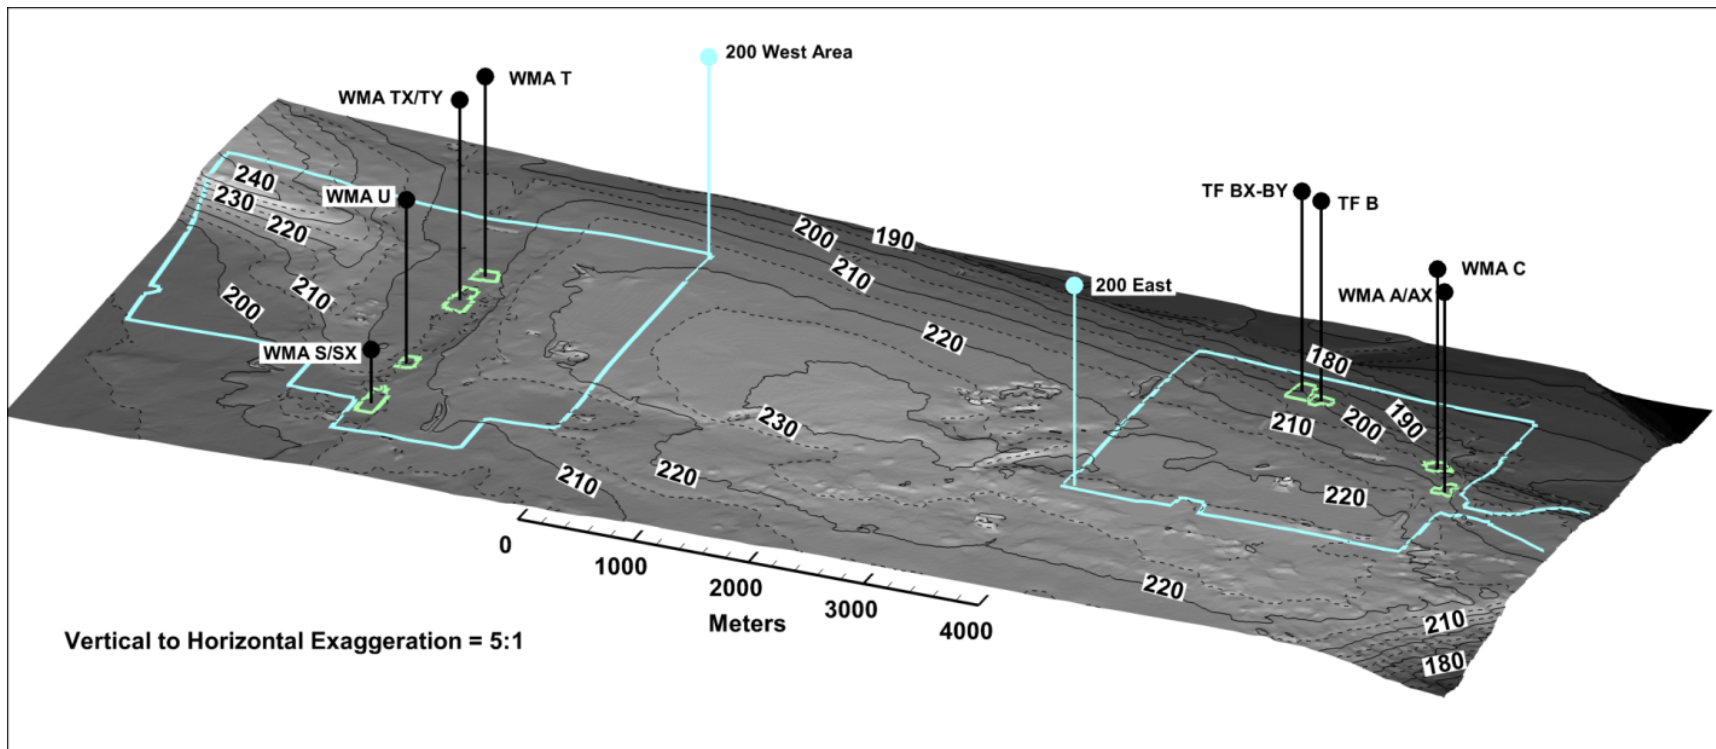 200 West Area
WMA T
WMA TX/TY
240
WMA U
230
220
TF BX-BY
TF B
200
190
210
WMA C
200 East
WMA A/AX
210
200
220
WMA S/SX
180
190
210
200
230
220
220
210
0
1000
2000
3000
4000
Meters
220
210
180
Vertical to Horizontal Exaggeration = 5:1